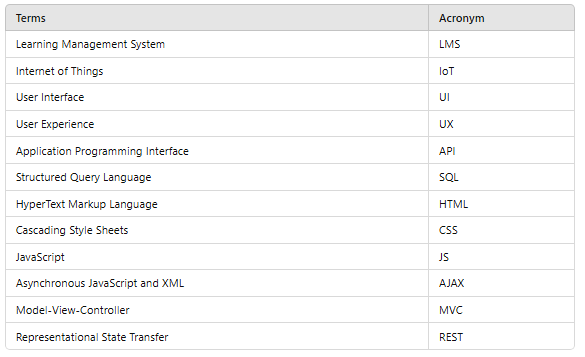 Terms Acronym
Learning Management System LMS
Internet of Things IoT
User Interface UI
User Experience UX
Application Programming Interface API
Structured Query Language SQL
HyperText Markup Language HTML
Cascading Style Sheets CSS
JavaScript JS
Asynchronous JavaScript and XML AJAX
Model-View-Controller MVC
Representational State Transfer REST